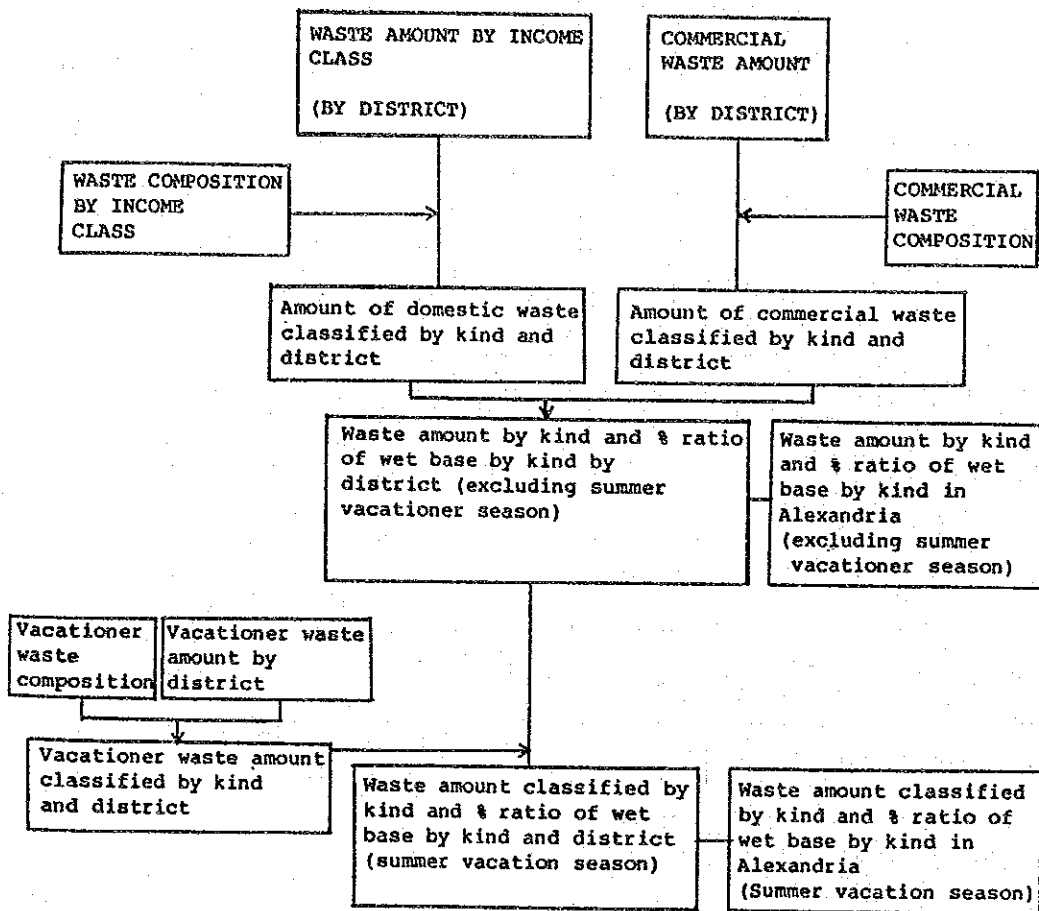 WASTE AMOUNT BY INCOME
CLASS
(BY DISTRICT)
COMMERCIAL
WASTE AMOUNT
(BY DISTRICT)
WASTE COMPOSITION
BY INCOME
CLASS
COMMERCIAL
WASTE
COMPOSITION
Amount of domestic waste
classified by kind and
district
Amount of commercial waste
classified by kind and
district
Waste amount by kind and % ratio
of wet base by kind by
district (excluding summer
vacationer season)
Waste amount by kind
and % ratio of wet
base by kind in
Alexandria
(excluding summer
vacationer season)
Vacationer
waste
composition
Vacationer waste
amount by
district
Vacationer waste amount
classified by kind
and district
Waste amount classified by
kind and % ratio of wet
base by kind and district
(summer vacation season)
Waste amount classified
by kind and % ratio of
wet base by kind in
Alexandria
(Summer vacation season)